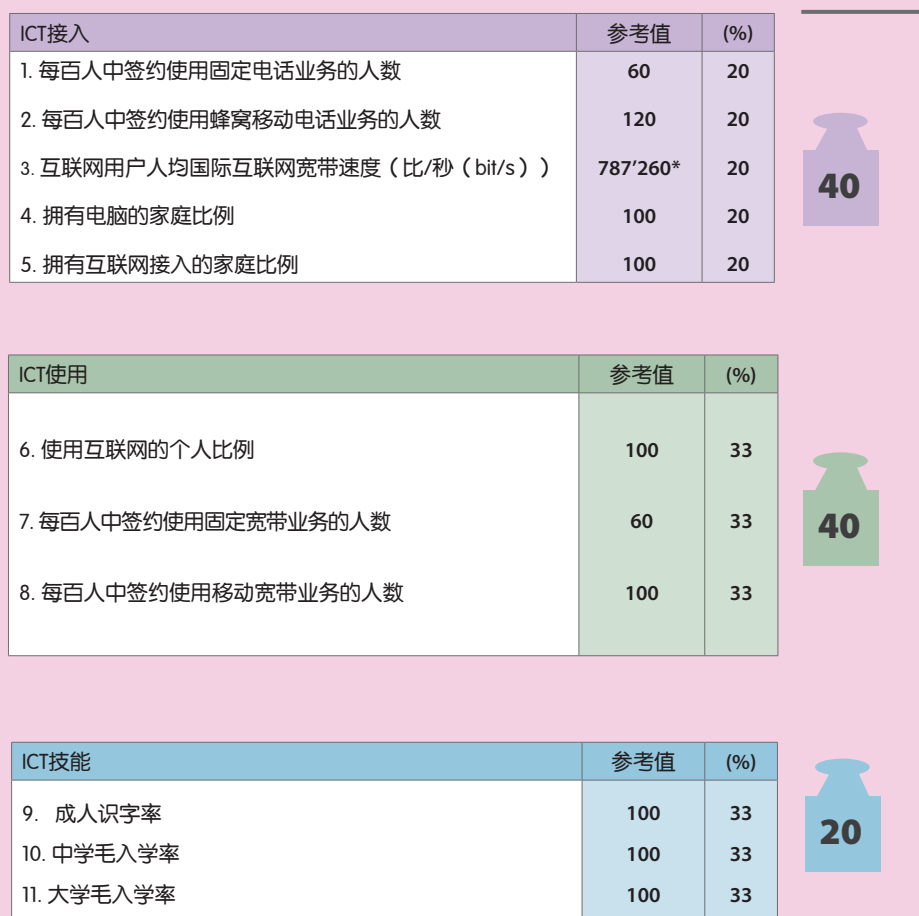 ICT接入 参考值 (%)
1. 每百人中签约使用固定电话业务的人数 60 20
2. 每百人中签约使用蜂窝移动电话业务的人数 120 20
3. 互联网用户人均国际互联网宽带速度（比/秒（bit/s）） 787’260* 20
4. 拥有电脑的家庭比例 100 20
5. 拥有互联网接入的家庭比例 100 20
40
ICT使用 参考值 (%)
6. 使用互联网的个人比例 100 33
7. 每百人中签约使用固定宽带业务的人数 60 33
8. 每百人中签约使用移动宽带业务的人数 100 33
40
ICT技能 参考值 (%)
9. 成人识字率 100 33
10. 中学毛入学率 100 33
11. 大学毛入学率 100 33
20